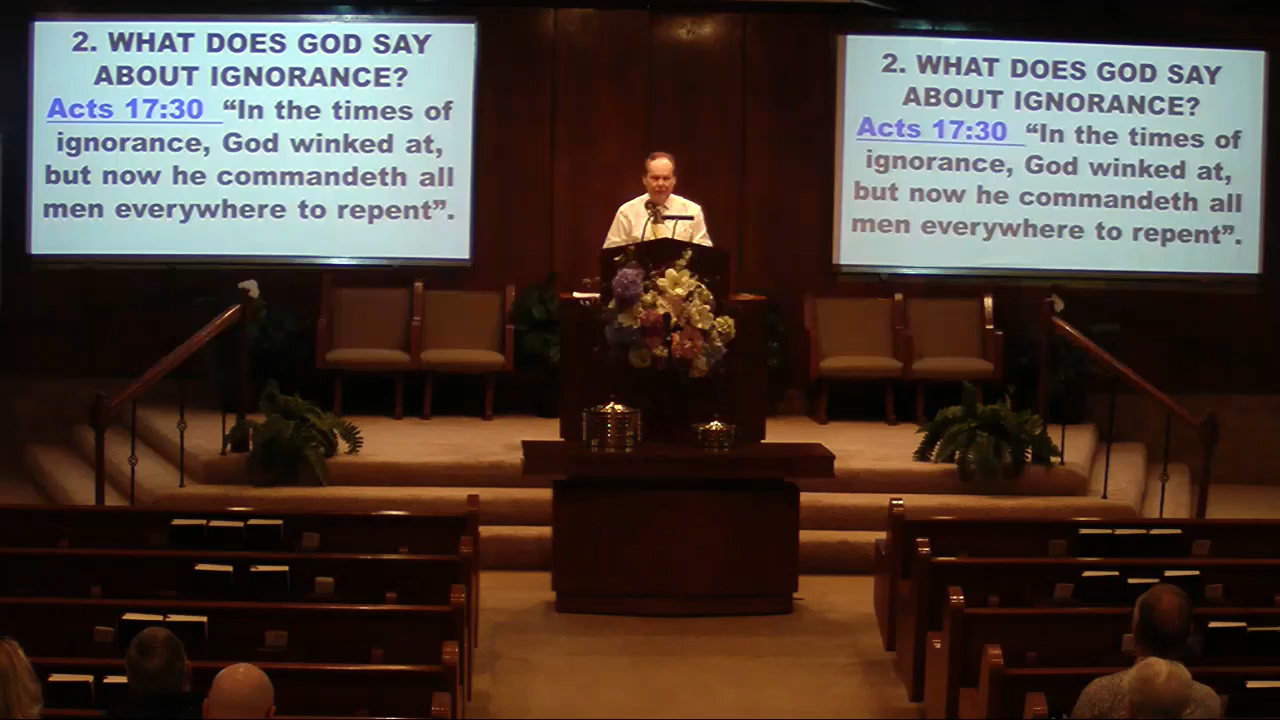 2. WHAT DOES GOD SAY
ABOUT IGNORANCE?
Acts 17:30 “In the times of
ignorance, God winked at,
but now he commandeth all
men everywhere to repent”.
2. WHAT DOES GOD SAY
ABOUT IGNORANCE?
Acts 17:30 “In the times of
ignorance, God winked at,
but now he commandeth all
men everywhere to repent”.